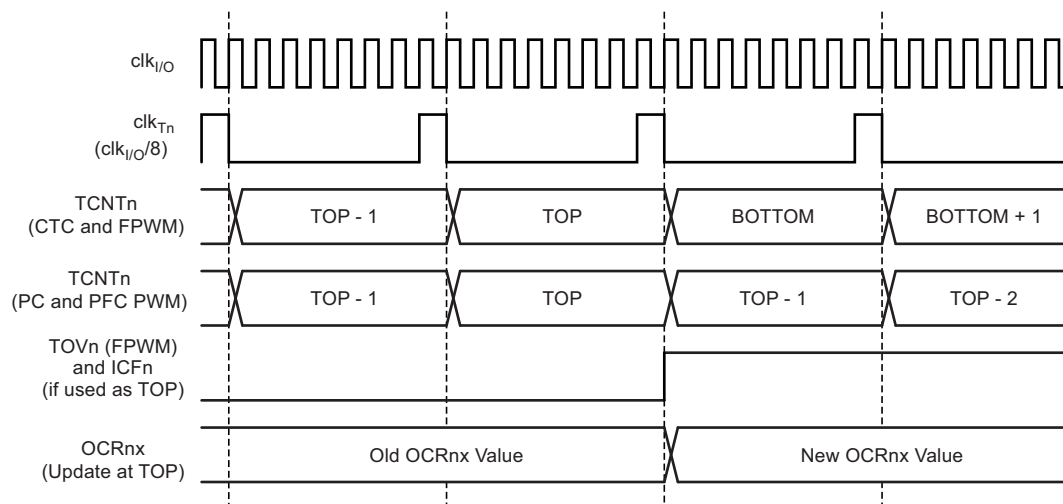 clkI/O
clkTn
(clkI/O/8)
TCNTn
(CTC and FPWM)
TOP - 1
TOP
BOTTOM
BOTTOM + 1
TCNTn
(PC and PFC PWM)
TOP - 1
TOP
TOP - 1
TOP - 2
TOVn (FPWM)
and ICFn
(if used as TOP)
OCRnx
(Update at TOP)
Old OCRnx Value
New OCRnx Value